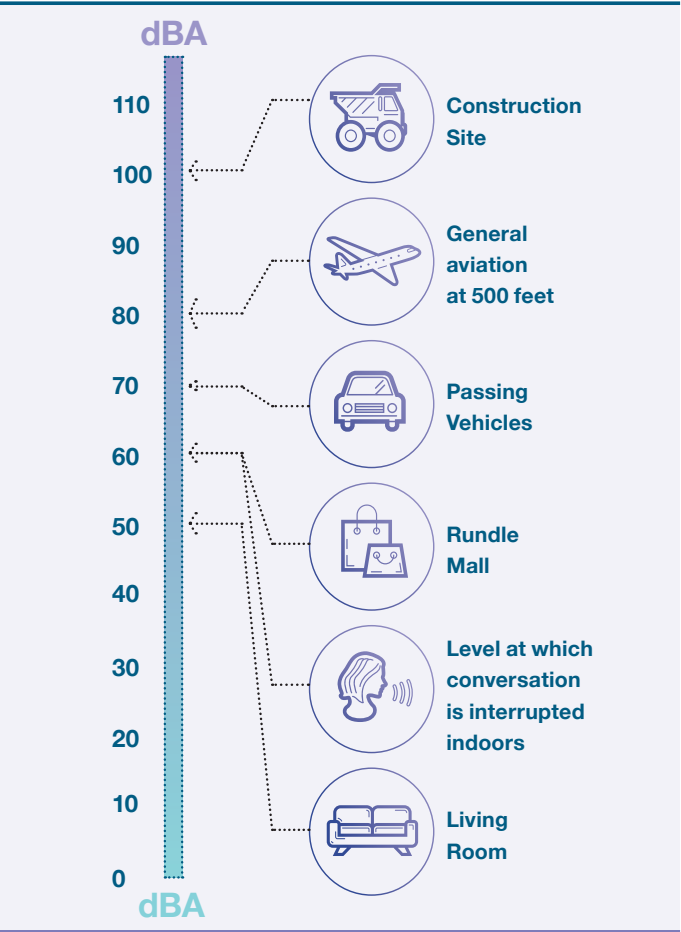 dBA
110
100
90
80
70
60
50
40
30
20
10
0
dBA
Construction
Site
General
aviation
at 500 feet
Passing
Vehicles
Rundle
Mall
Level at which
conversation
is interrupted
indoors
Living
Room